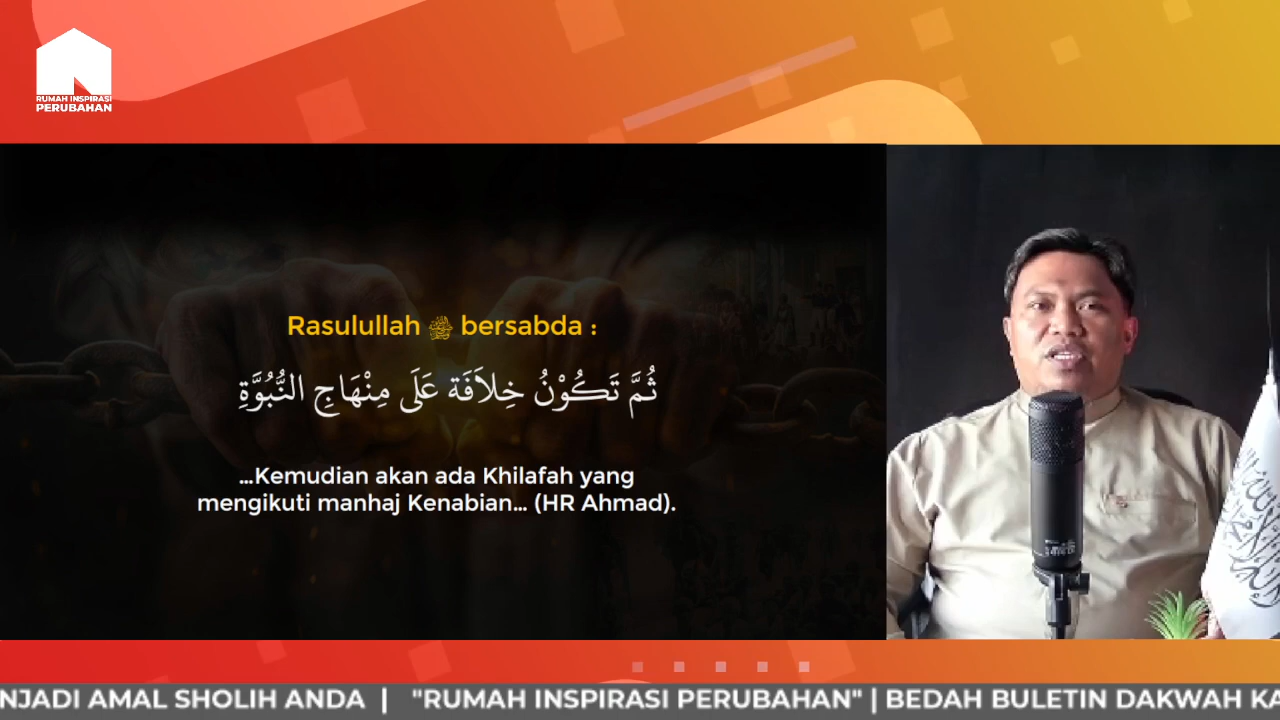 RUMAH INSPIRASI
PERUBAHAN
Rasulullah ﷺ bersabda :
ثُمَّ تَكُوْنُ خِلاَفَة عَلَى مِنْهَاجِ النُّبُوَّةِ
...Kemudian akan ada Khilafah yang
mengikuti manhaj Kenabian... (HR Ahmad).
NJADI AMAL SHOLIH ANDA | "RUMAH INSPIRASI PERUBAHAN" | BEDAH BULETIN DAKWAH KA